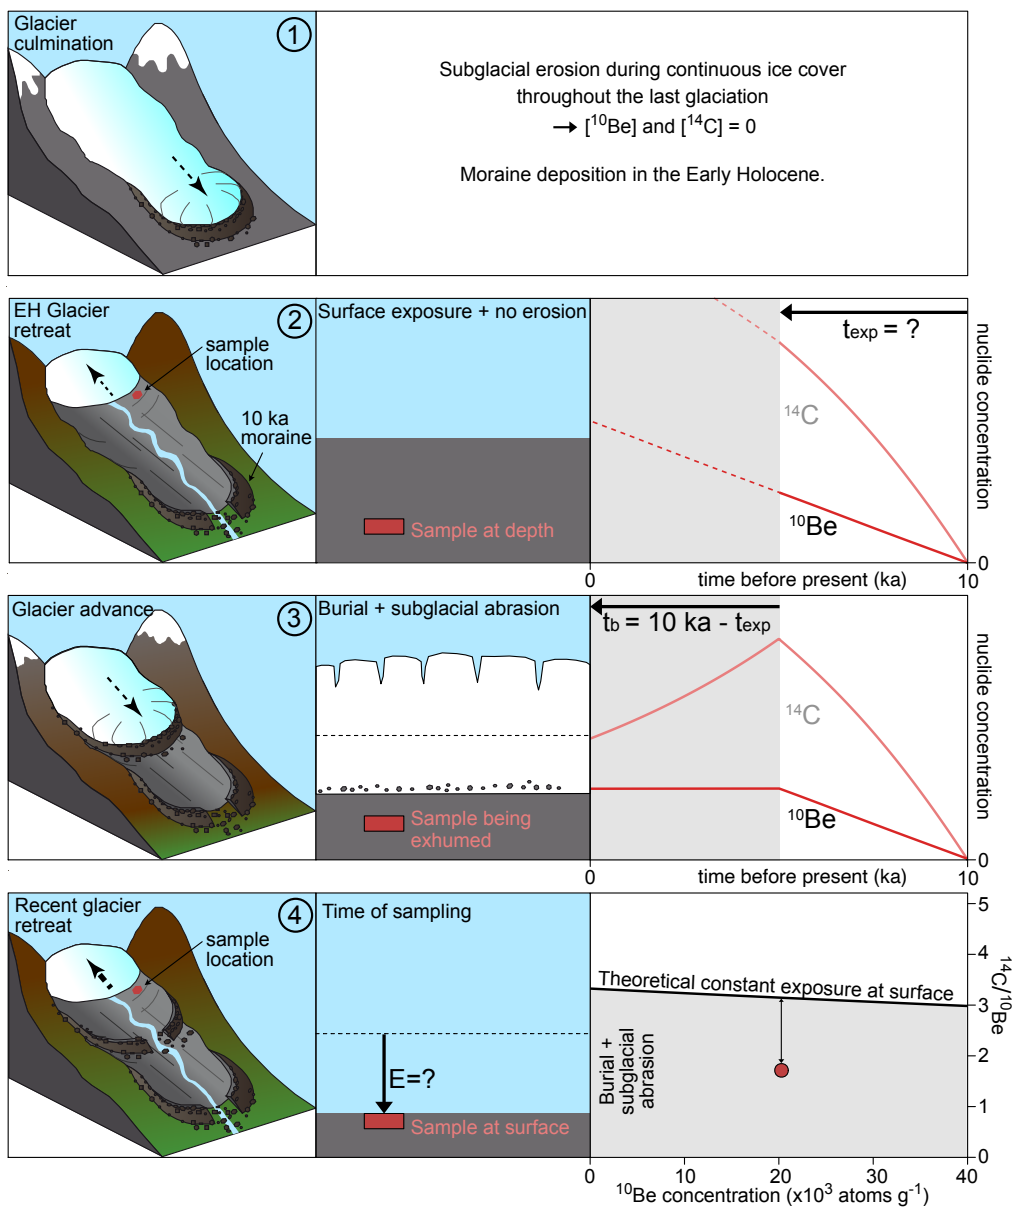 Glacier
culmination
1
Subglacial erosion during continuous ice cover
throughout the last glaciation
→ [¹⁰Be] and [¹⁴C] = 0
Moraine deposition in the Early Holocene.
EH Glacier
retreat
2
sample
location
10 ka
moraine
Surface exposure + no erosion
Sample at depth
t_exp = ?
¹⁴C
¹⁰Be
nuclide concentration
0
0
time before present (ka)
10
Glacier advance
3
Burial + subglacial abrasion
Sample being
exhumed
t_b = 10 ka - t_exp
¹⁴C
¹⁰Be
nuclide concentration
0
0
time before present (ka)
10
Recent glacier
retreat
4
sample
location
Time of sampling
E=?
Sample at surface
Theoretical constant exposure at surface
Burial +
subglacial
abrasion
5
4
3
2
1
0
¹⁴C/¹⁰Be
0
10
20
30
40
¹⁰Be concentration (x10³ atoms g⁻¹)